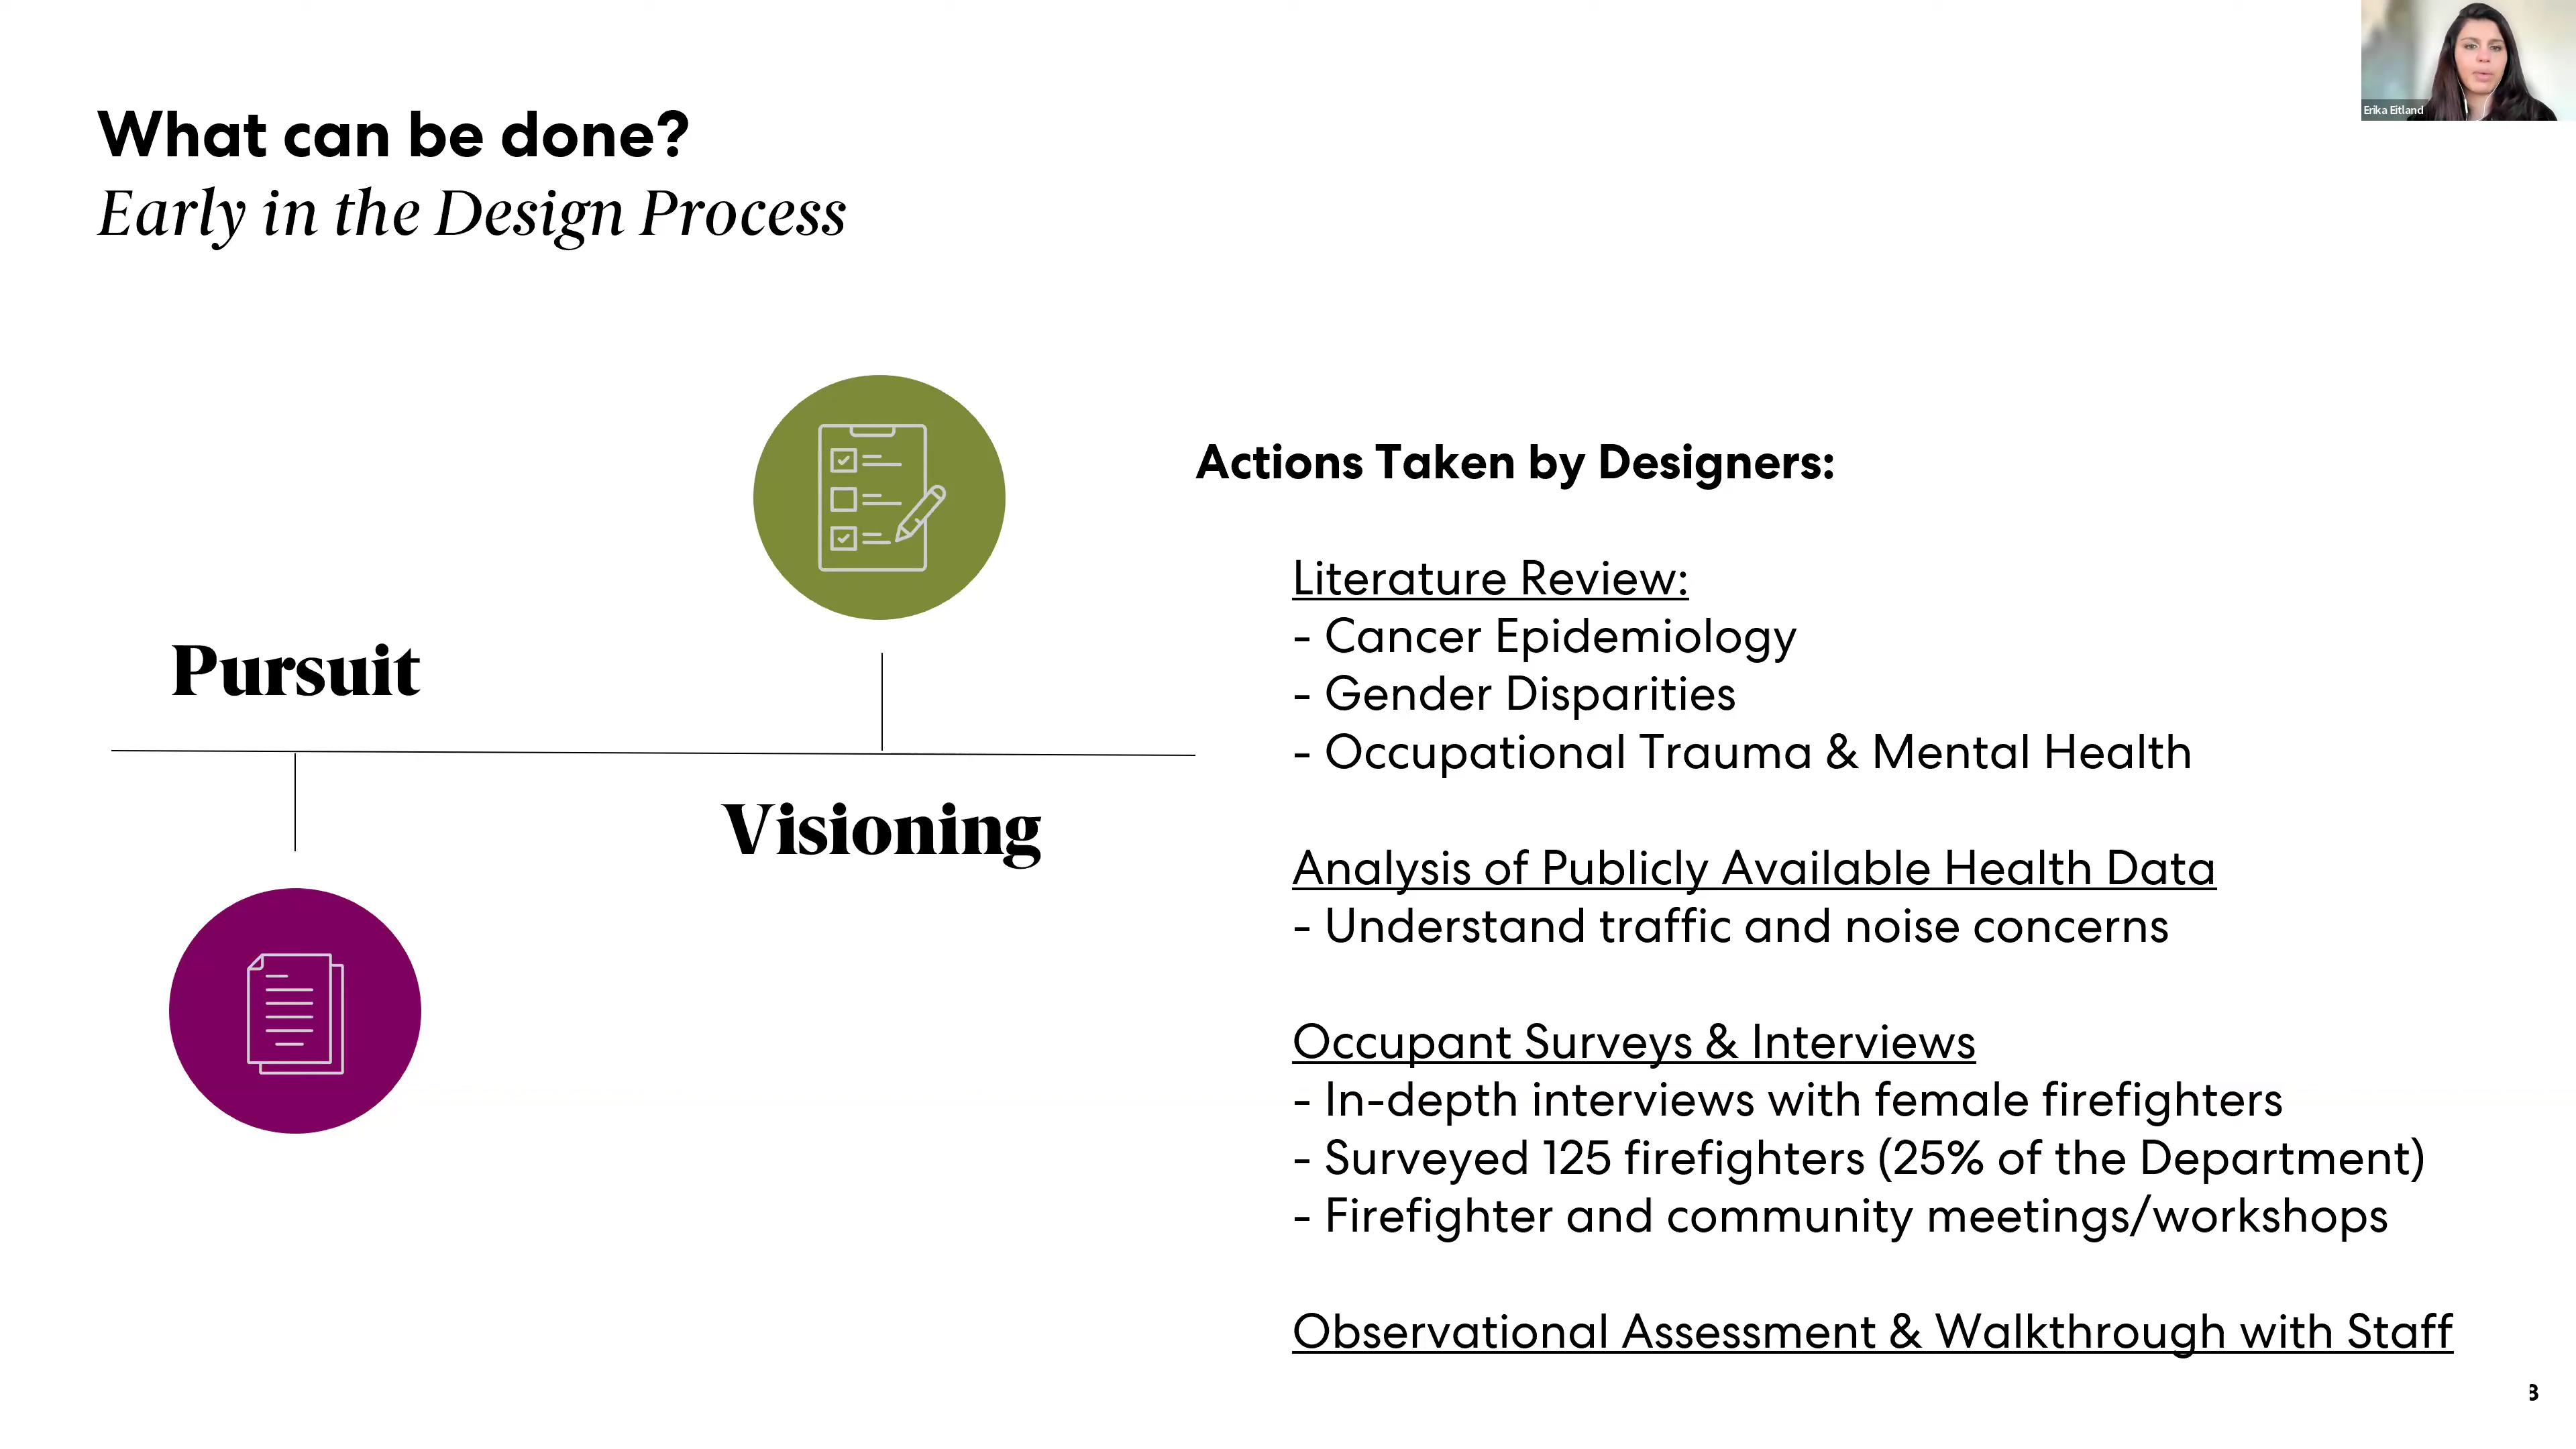 Erika Eitland
What can be done?
Early in the Design Process
Pursuit
Visioning
Actions Taken by Designers:
Literature Review:
- Cancer Epidemiology
- Gender Disparities
- Occupational Trauma & Mental Health
Analysis of Publicly Available Health Data
- Understand traffic and noise concerns
Occupant Surveys & Interviews
- In-depth interviews with female firefighters
- Surveyed 125 firefighters (25% of the Department)
- Firefighter and community meetings/workshops
Observational Assessment & Walkthrough with Staff